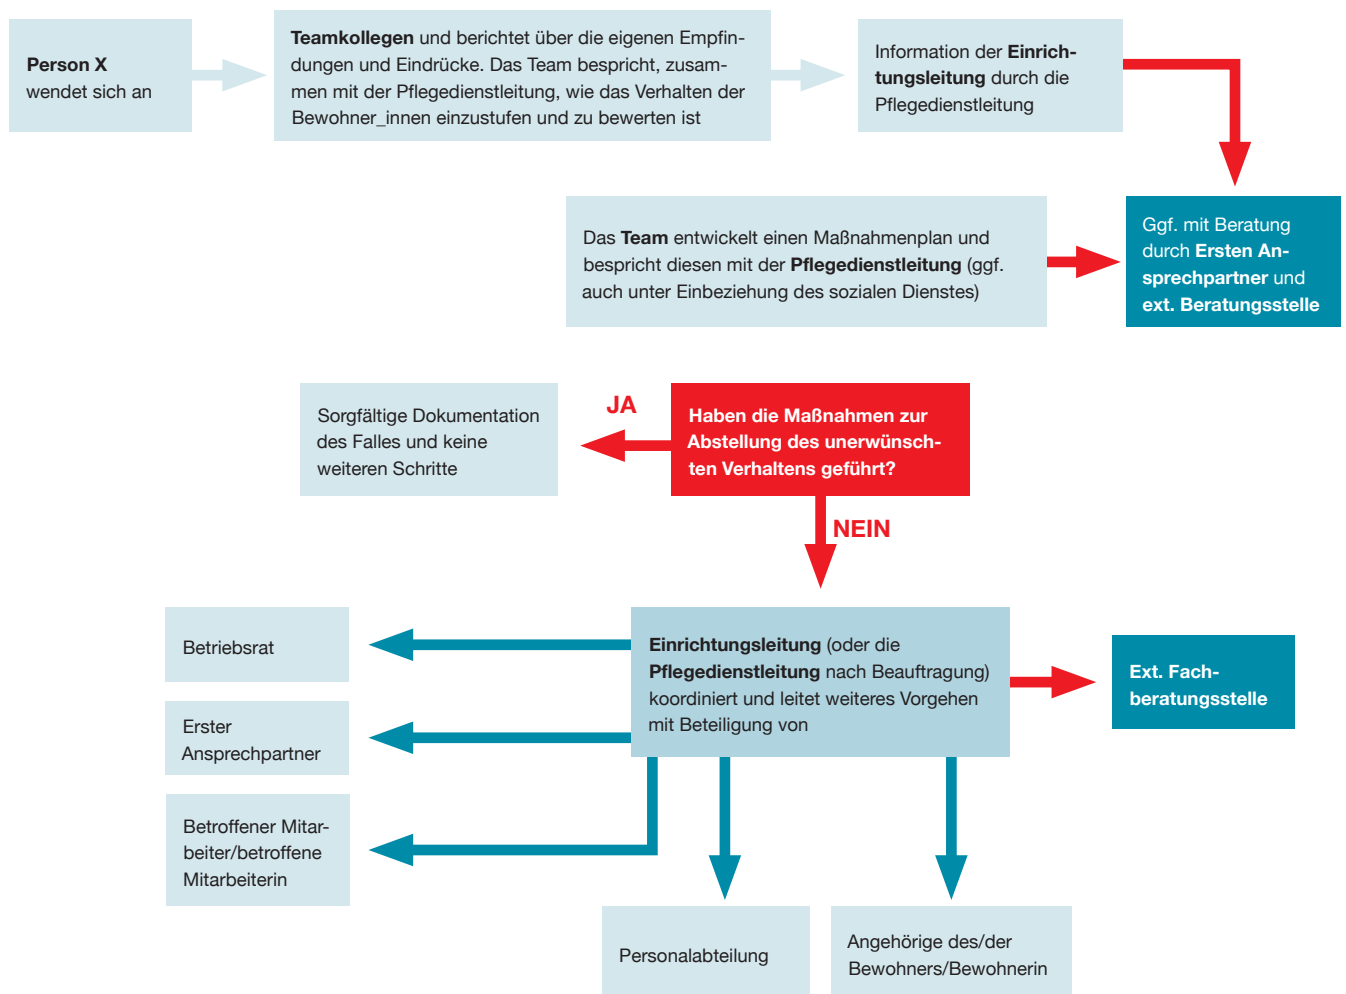 Person X
wendet sich an
Teamkollegen und berichtet über die eigenen Empfin-
dungen und Eindrücke. Das Team bespricht, zusam-
men mit der Pflegedienstleitung, wie das Verhalten der
Bewohner_innen einzustufen und zu bewerten ist
Information der Einrich-
tungsleitung durch die
Pflegedienstleitung
Das Team entwickelt einen Maßnahmenplan und
bespricht diesen mit der Pflegedienstleitung (ggf.
auch unter Einbeziehung des sozialen Dienstes)
Ggf. mit Beratung
durch Ersten An-
sprechpartner und
ext. Beratungsstelle
Sorgfältige Dokumentation
des Falles und keine
weiteren Schritte
JA
Haben die Maßnahmen zur
Abstellung des unerwünsch-
ten Verhaltens geführt?
NEIN
Betriebsrat
Einrichtungsleitung (oder die
Pflegedienstleitung nach Beauftragung)
koordiniert und leitet weiteres Vorgehen
mit Beteiligung von
Ext. Fach-
beratungsstelle
Erster
Ansprechpartner
Betroffener Mitar-
beiter/betroffene
Mitarbeiterin
Personalabteilung
Angehörige des/der
Bewohners/Bewohnerin